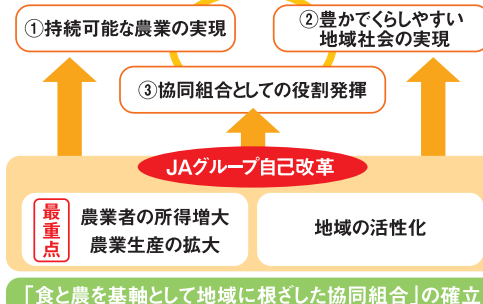 ①持続可能な農業の実現
②豊かでくらしやすい
地域社会の実現
③協同組合としての役割発揮
JAグループ自己改革
最重点
農業者の所得増大
農業生産の拡大
地域の活性化
「食と農を基軸として地域に根ざした協同組合」の確立